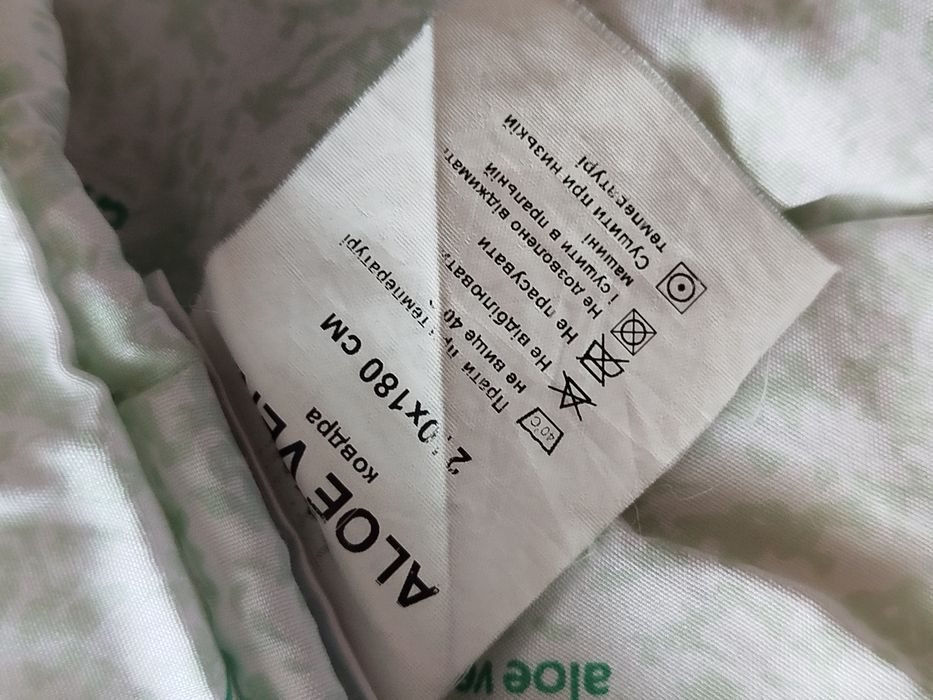 ALOE VE
ковдра
2 0x180 см
Прати температурі
не вище 40
Не відбілювати
Не прасувати
Не дозволено віджимати
і сушити в пральній
машині
Сушити при низькій
температурі
40°C
aloe ve